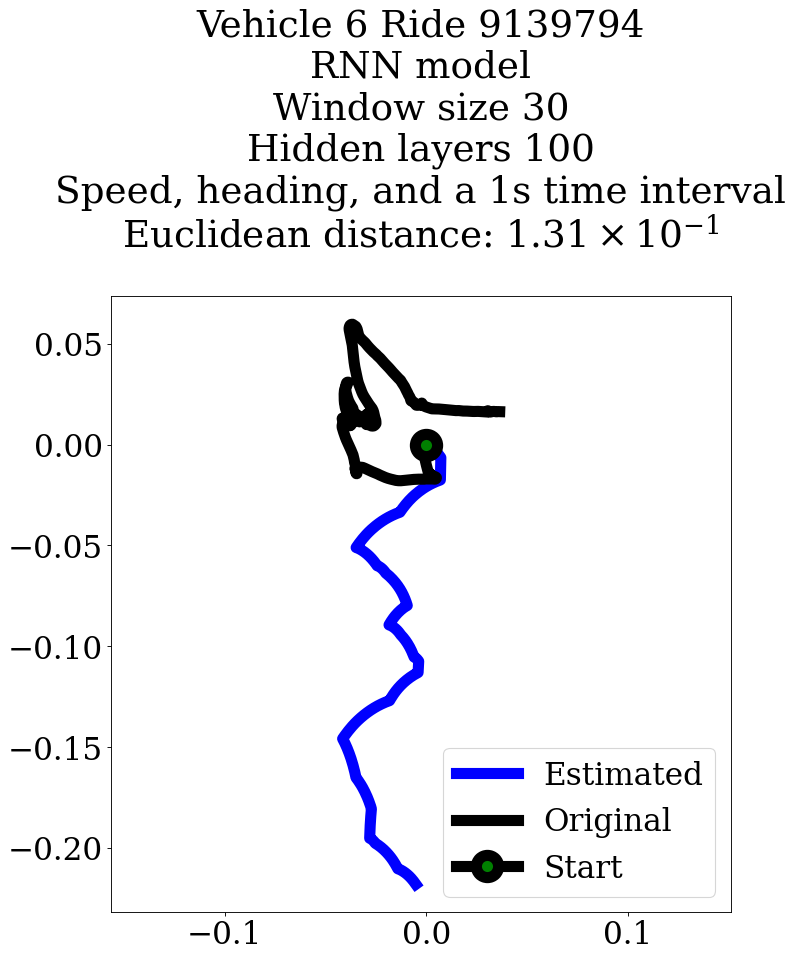 Vehicle 6 Ride 9139794
RNN model
Window size 30
Hidden layers 100
Speed, heading, and a 1s time interval
Euclidean distance: 1.31 × 10⁻¹
0.05
0.00
−0.05
−0.10
−0.15
−0.20
Estimated
Original
Start
−0.1 0.0 0.1